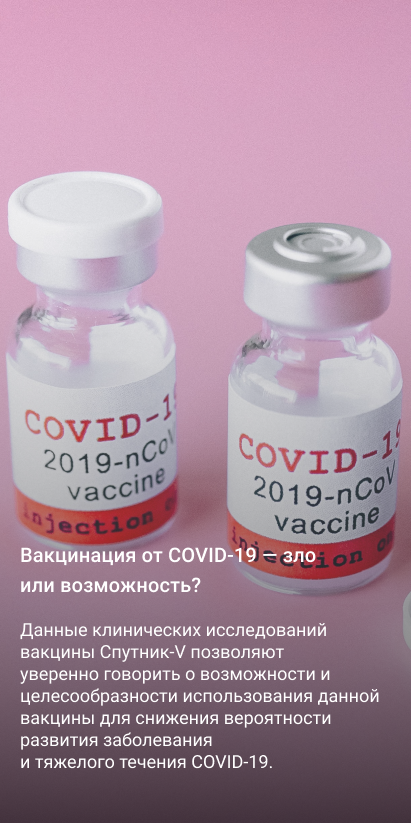 COVID-19
2019-nCoV
vaccine
injection
COVID-19
2019-nCoV
vaccine
injection
Вакцинация от COVID-19 — зло
или возможность?
Данные клинических исследований
вакцины Спутник-V позволяют
уверенно говорить о возможности и
целесообразности использования данной
вакцины для снижения вероятности
развития заболевания
и тяжелого течения COVID-19.